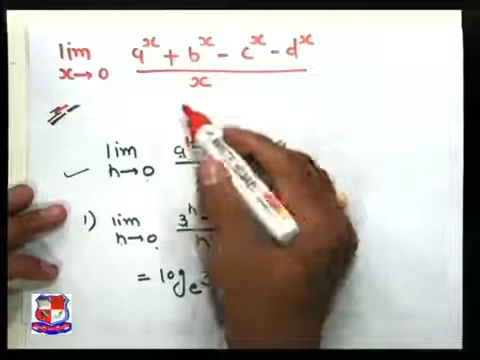 lim
x→0 a^x + b^x - c^x - d^x / x
lim
h→0
1) lim
h→0 3^h / h
= log_e 3